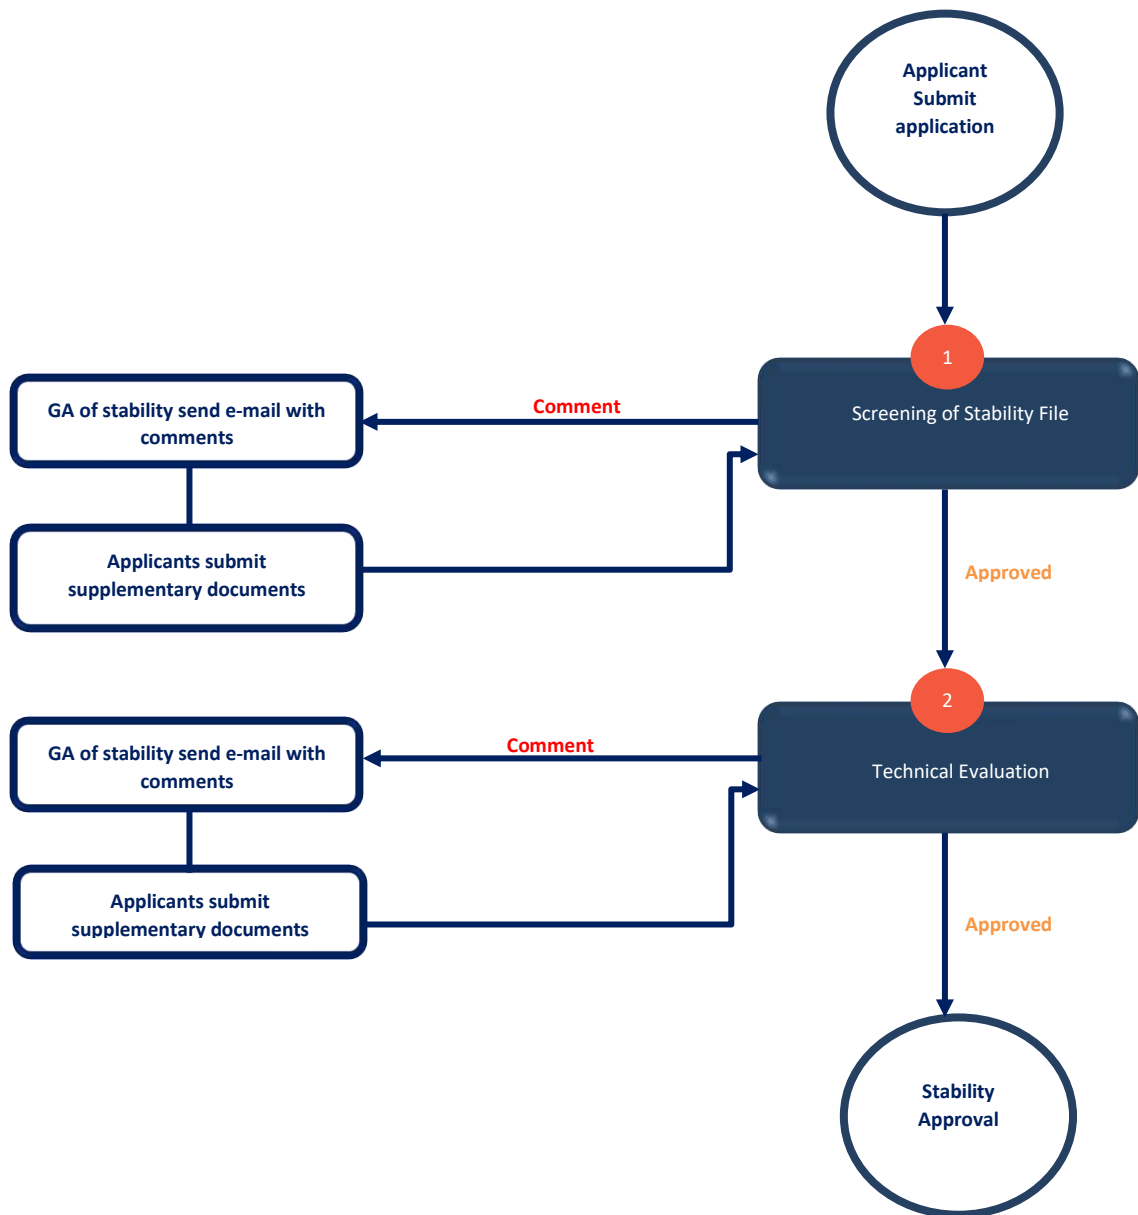 Applicant
Submit
application
1
Screening of Stability File
Comment
GA of stability send e-mail with
comments
Applicants submit
supplementary documents
Approved
2
Technical Evaluation
Comment
GA of stability send e-mail with
comments
Applicants submit
supplementary documents
Approved
Stability
Approval